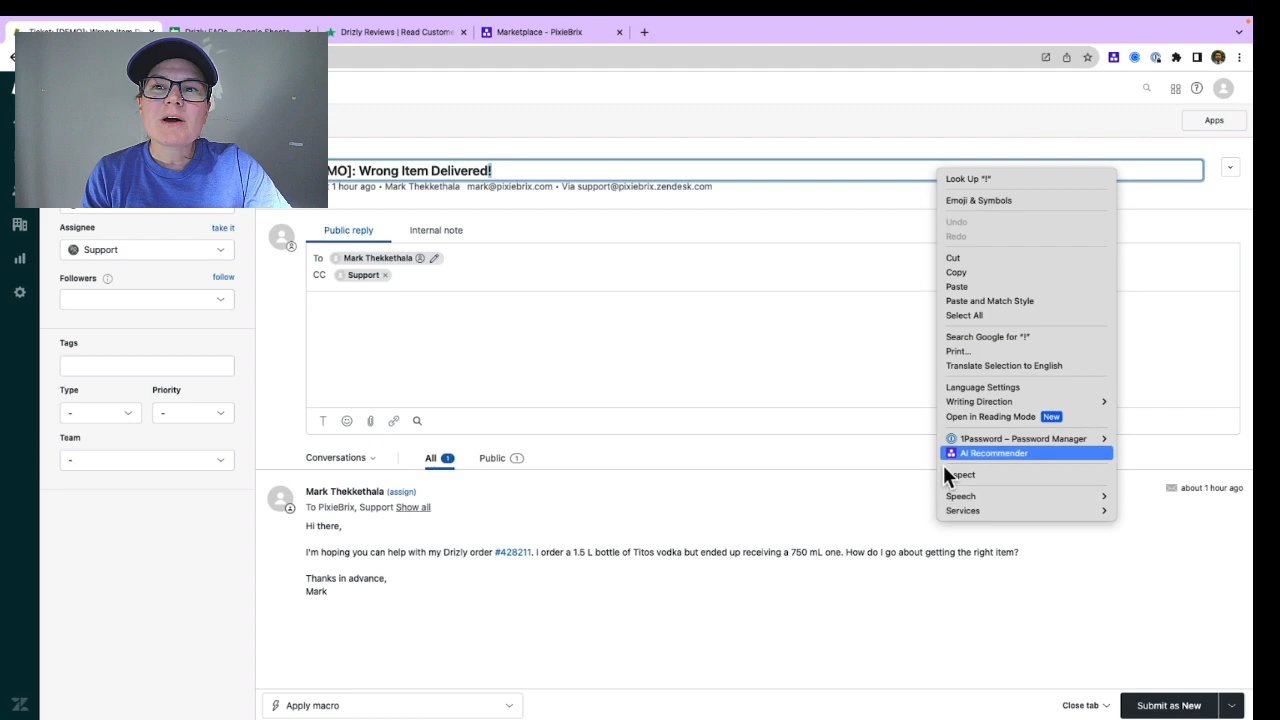 Drizly Reviews | Read Custome
Marketplace - PixieBrix
Apps
MO]: Wrong Item Delivered!
1 hour ago • Mark Thekkethala mark@pixiebrix.com • Via support@pixiebrix.zendesk.com
Assignee
take it
Support
Followers
follow
Tags
Type
Priority
-
-
Team
-
Public reply
Internal note
To
Mark Thekkethala
CC
Support
Conversations
All
1
Public
1
Mark Thekkethala (assign)
about 1 hour ago
To PixieBrix, Support Show all
Hi there,
I'm hoping you can help with my Drizly order #428211. I order a 1.5 L bottle of Titos vodka but ended up receiving a 750 mL one. How do I go about getting the right item?
Thanks in advance,
Mark
Apply macro
Close tab
Submit as New
Look Up “!”
Emoji & Symbols
Undo
Redo
Cut
Copy
Paste
Paste and Match Style
Select All
Search Google for “!”
Print...
Translate Selection to English
Language Settings
Writing Direction
Open in Reading Mode New
1Password – Password Manager
AI Recommender
Speech
Services